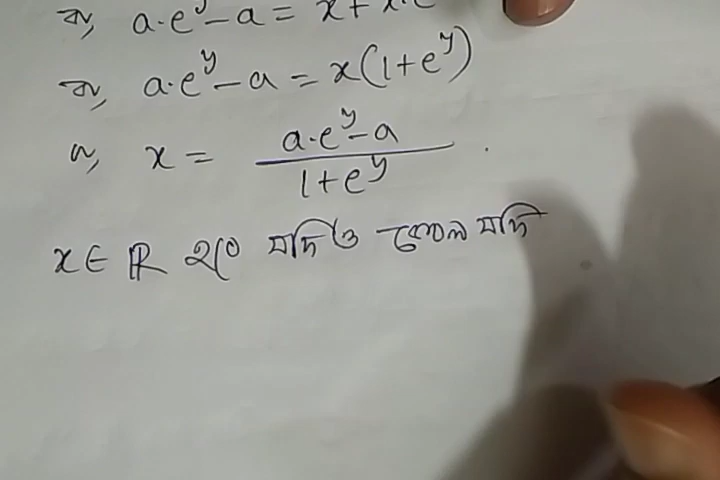 বা, a·e^y - a = x + x·e
বা, a·e^y - a = x(1+e^y)
বা, x = (a·e^y - a)/(1+e^y)
x ∈ ℝ হবে যদি ও কেবল যদি